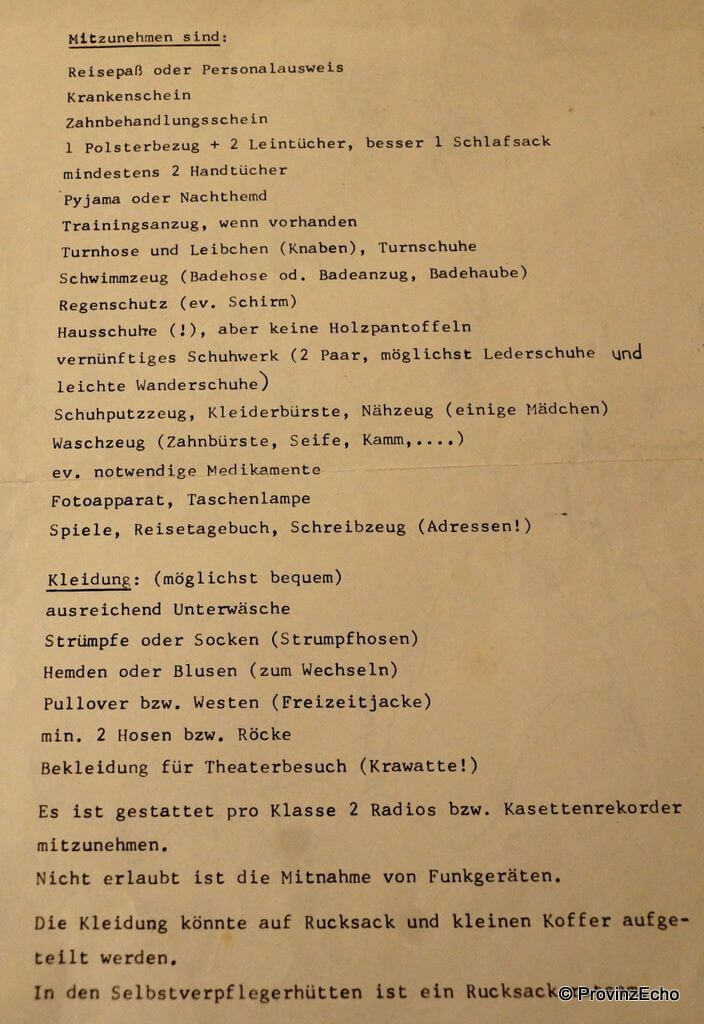 Mitzunehmen sind:
Reisepaß oder Personalausweis
Krankenschein
Zahnbehandlungsschein
1 Polsterbezug + 2 Leintücher, besser 1 Schlafsack
mindestens 2 Handtücher
Pyjama oder Nachthemd
Trainingsanzug, wenn vorhanden
Turnhose und Leibchen (Knaben), Turnschuhe
Schwimmzeug (Badehose od. Badeanzug, Badehaube)
Regenschutz (ev. Schirm)
Hausschuhe (!), aber keine Holzpantoffeln
vernünftiges Schuhwerk (2 Paar, möglichst Lederschuhe und
leichte Wanderschuhe)
Schuhputzzeug, Kleiderbürste, Nähzeug (einige Mädchen)
Waschzeug (Zahnbürste, Seife, Kamm,....)
ev. notwendige Medikamente
Fotoapparat, Taschenlampe
Spiele, Reisetagebuch, Schreibzeug (Adressen!)
Kleidung: (möglichst bequem)
ausreichend Unterwäsche
Strümpfe oder Socken (Strumpfhosen)
Hemden oder Blusen (zum Wechseln)
Pullover bzw. Westen (Freizeitjacke)
min. 2 Hosen bzw. Röcke
Bekleidung für Theaterbesuch (Krawatte!)
Es ist gestattet pro Klasse 2 Radios bzw. Kasettenrekorder
mitzunehmen.
Nicht erlaubt ist die Mitnahme von Funkgeräten.
Die Kleidung könnte auf Rucksack und kleinen Koffer aufge-
teilt werden.
In den Selbstverpflegerhütten ist ein Rucksack
© ProvinzEcho